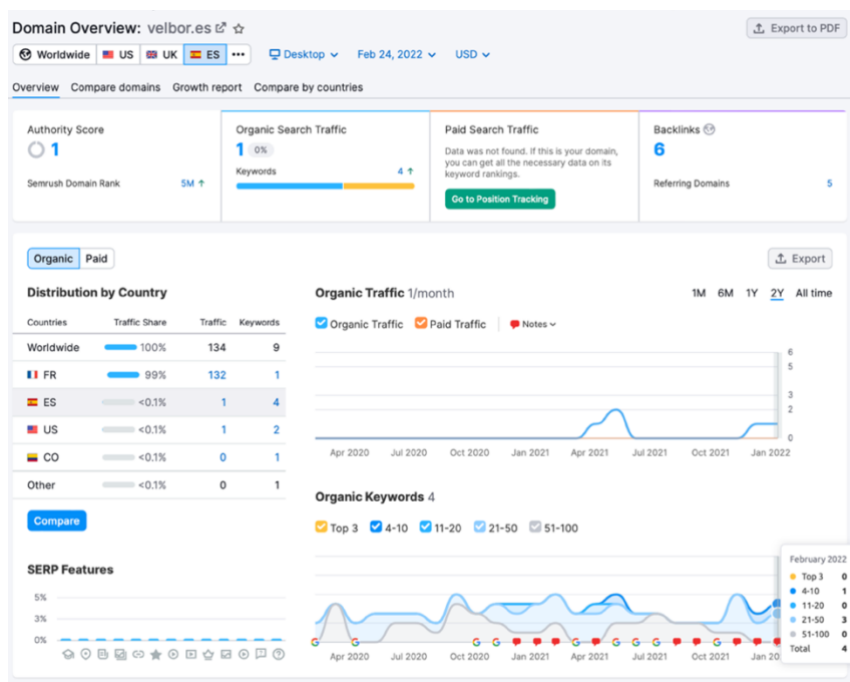 Domain Overview: velbor.es
Export to PDF
Worldwide US UK ES ••• Desktop Feb 24, 2022 USD
Overview Compare domains Growth report Compare by countries
Authority Score
1
Semrush Domain Rank 5M ↑
Organic Search Traffic
1 0%
Keywords 4 ↑
Paid Search Traffic
Data was not found. If this is your domain,
you can get all the necessary data on its
keyword rankings.
Go to Position Tracking
Backlinks
6
Referring Domains 5
Organic Paid
Export
Distribution by Country
Countries Traffic Share Traffic Keywords
Worldwide 100% 134 9
FR 99% 132 1
ES <0.1% 1 4
US <0.1% 1 2
CO <0.1% 0 1
Other <0.1% 0 1
Compare
SERP Features
5%
3%
0%
Organic Traffic 1/month
1M 6M 1Y 2Y All time
Organic Traffic Paid Traffic Notes
6
5
3
2
0
Apr 2020 Jul 2020 Oct 2020 Jan 2021 Apr 2021 Jul 2021 Oct 2021 Jan 2022
Organic Keywords 4
Top 3 4-10 11-20 21-50 51-100
February 2022
Top 3 0
4-10 1
11-20 0
21-50 3
51-100 0
Total 4
G G G G G G G G G
Apr 2020 Jul 2020 Oct 2020 Jan 2021 Apr 2021 Jul 2021 Oct 2021 Jan 20